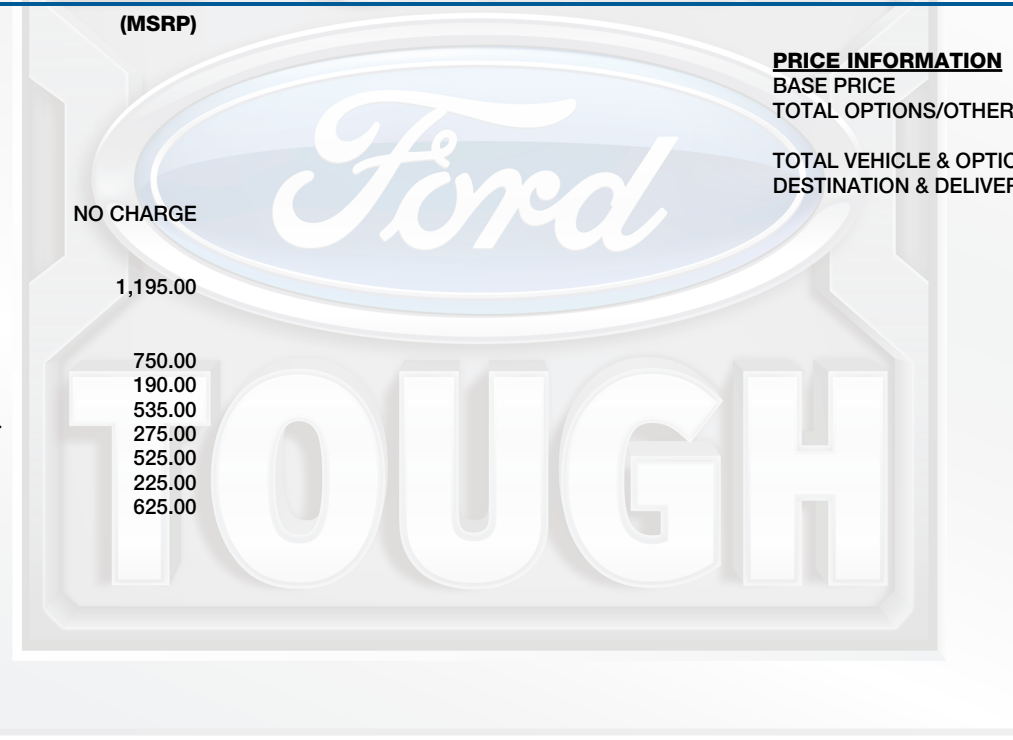 (MSRP)
NO CHARGE
1,195.00
750.00
190.00
535.00
275.00
525.00
225.00
625.00
PRICE INFORMATION
BASE PRICE
TOTAL OPTIONS/OTHER
TOTAL VEHICLE & OPTIO
DESTINATION & DELIVER
Ford
TOUGH